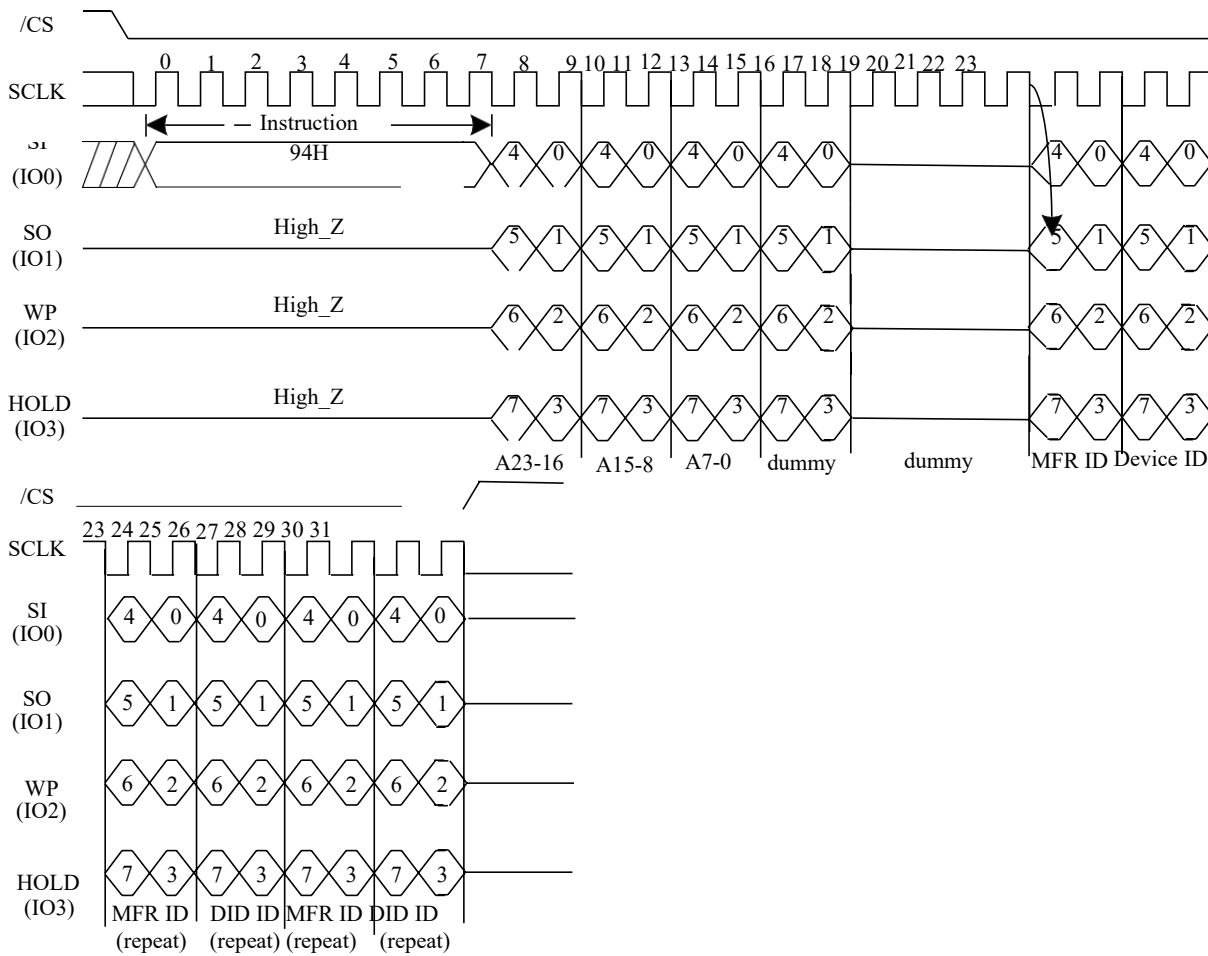 /CS
0 1 2 3 4 5 6 7 8 9 10 11 12 13 14 15 16 17 18 19 20 21 22 23
SCLK
Instruction
SI
94H
4 0 4 0 4 0 4 0 4 0 4 0
(IO0)
High_Z
SO
5 1 5 1 5 1 5 1 5 1 5 1
(IO1)
High_Z
WP
6 2 6 2 6 2 6 2 6 2 6 2
(IO2)
High_Z
HOLD
7 3 7 3 7 3 7 3 7 3 7 3
(IO3)
A23-16 A15-8 A7-0 dummy dummy MFR ID Device ID
/CS
23 24 25 26 27 28 29 30 31
SCLK
SI
4 0 4 0 4 0 4 0
(IO0)
SO
5 1 5 1 5 1 5 1
(IO1)
WP
6 2 6 2 6 2 6 2
(IO2)
HOLD
7 3 7 3 7 3 7 3
(IO3)
MFR ID DID ID MFR ID DID ID
(repeat) (repeat) (repeat) (repeat)